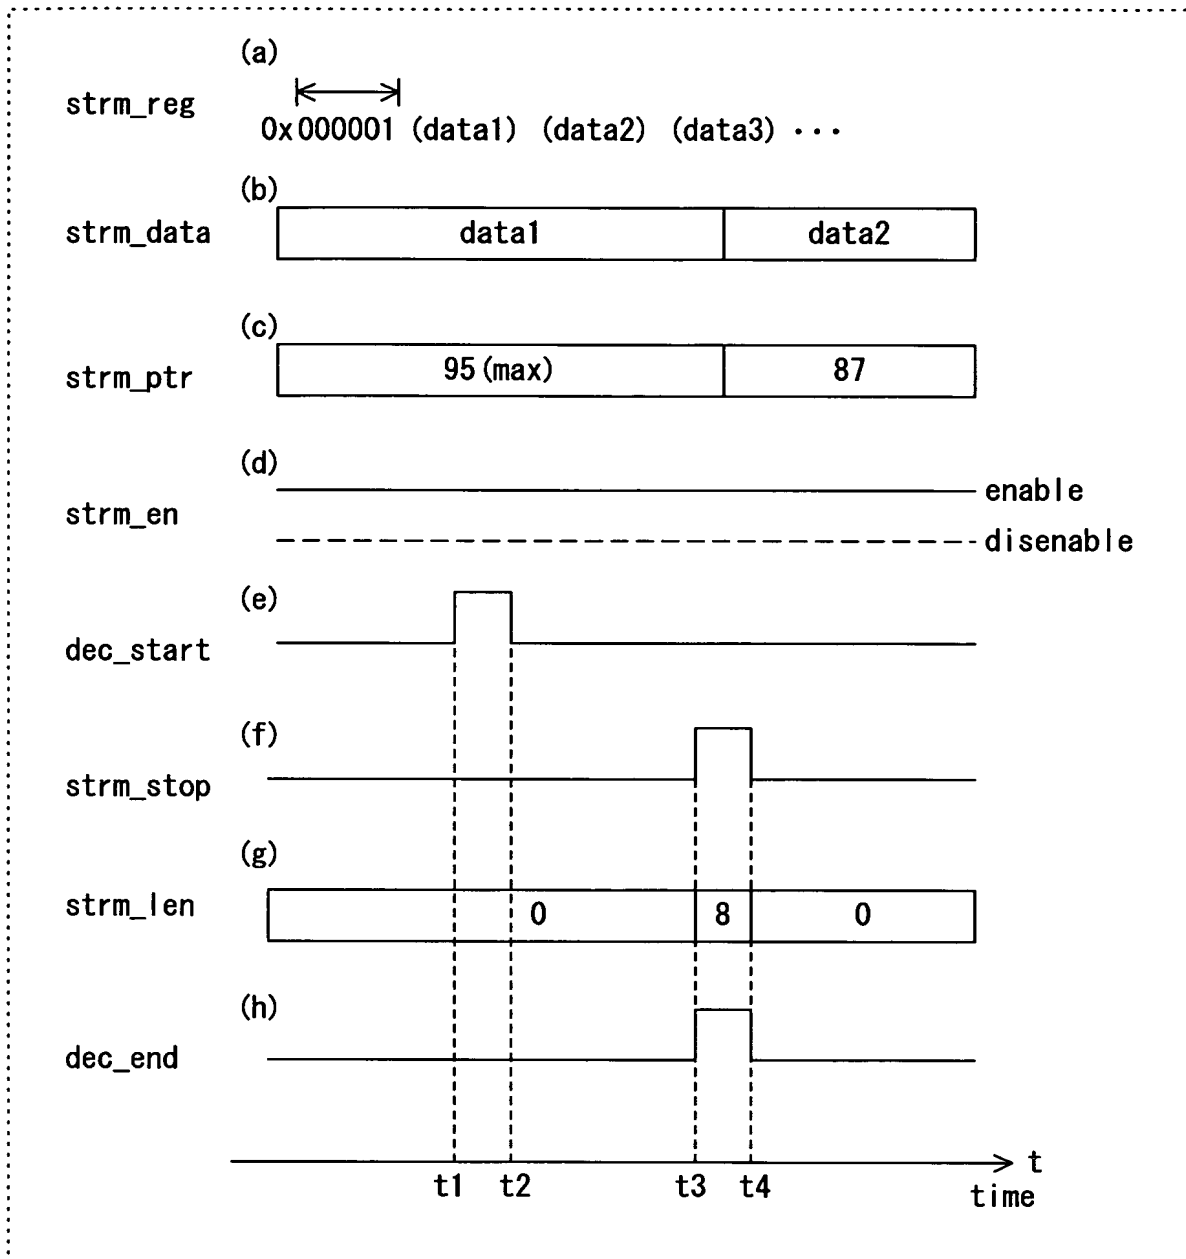 (a)
strm_reg
0x000001 (data1) (data2) (data3) ···
(b)
strm_data data1 data2
(c)
strm_ptr 95(max) 87
(d)
enable
strm_en
disenable
(e)
dec_start
(f)
strm_stop
(g)
strm_len 0 8 0
(h)
dec_end
t
t1 t2 t3 t4
time